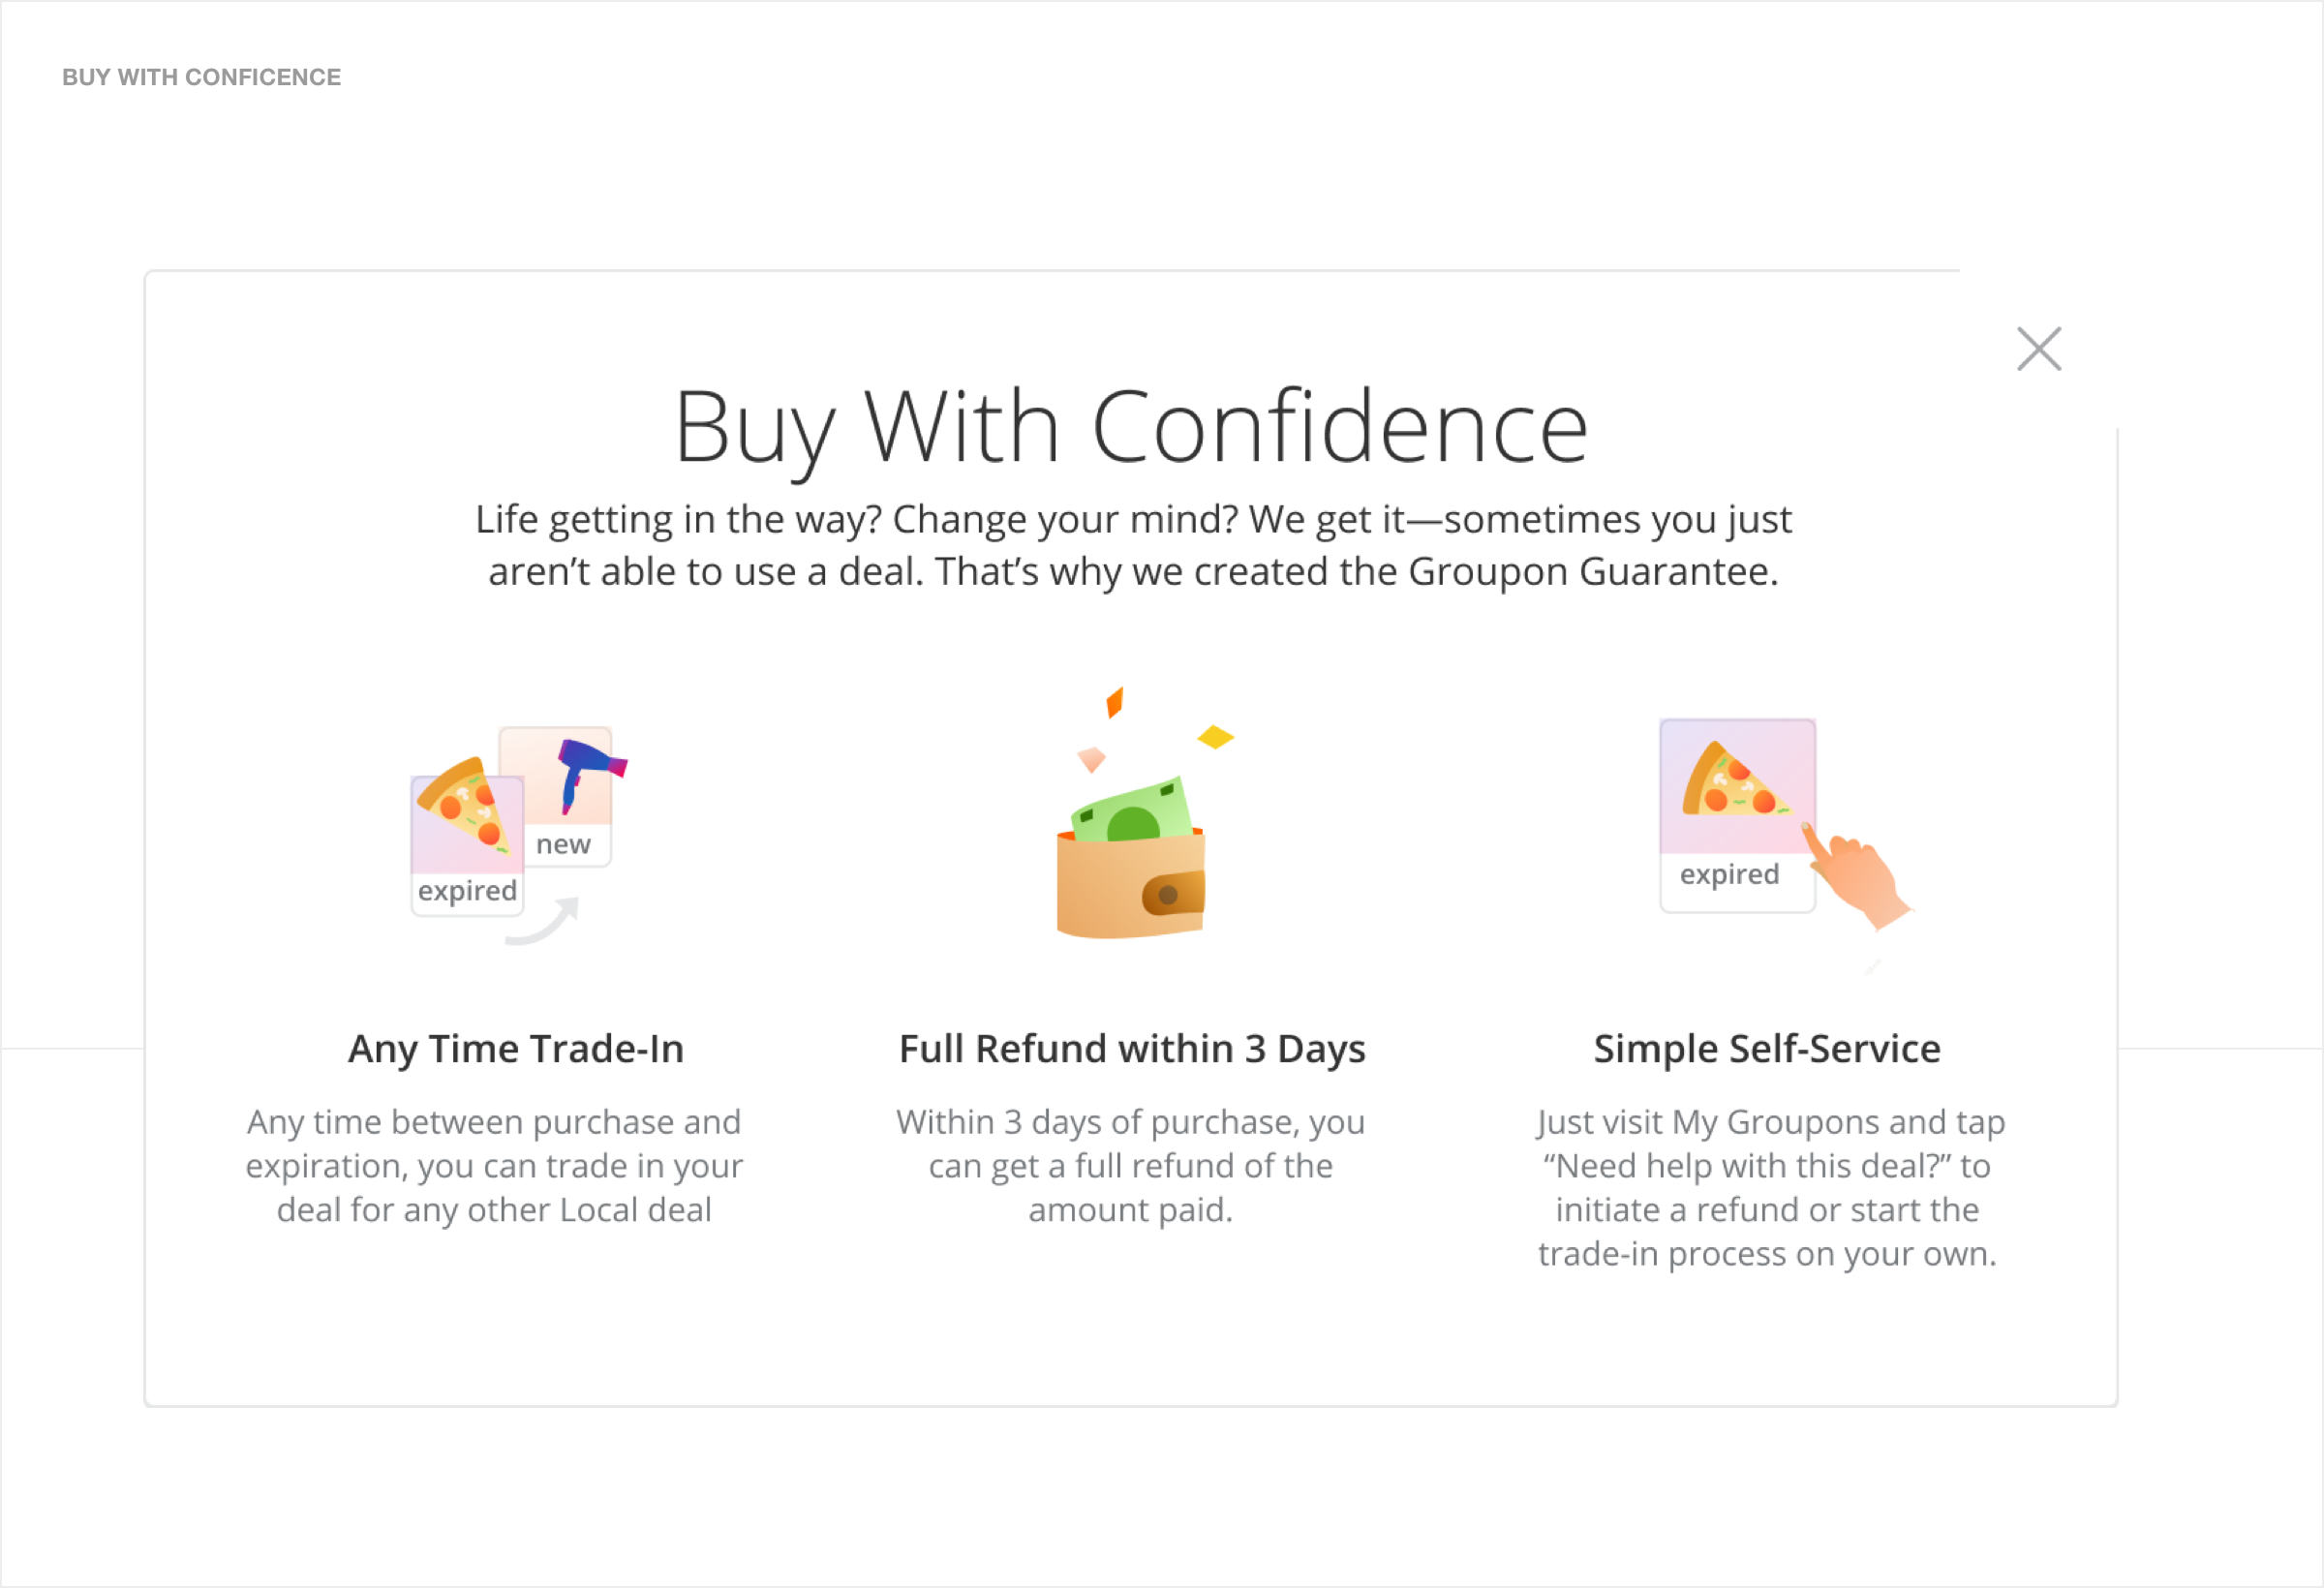 BUY WITH CONFICENCE
Buy With Confidence
Life getting in the way? Change your mind? We get it—sometimes you just
aren’t able to use a deal. That’s why we created the Groupon Guarantee.
new
expired
expired
Any Time Trade-In
Any time between purchase and
expiration, you can trade in your
deal for any other Local deal
Full Refund within 3 Days
Within 3 days of purchase, you
can get a full refund of the
amount paid.
Simple Self-Service
Just visit My Groupons and tap
“Need help with this deal?” to
initiate a refund or start the
trade-in process on your own.